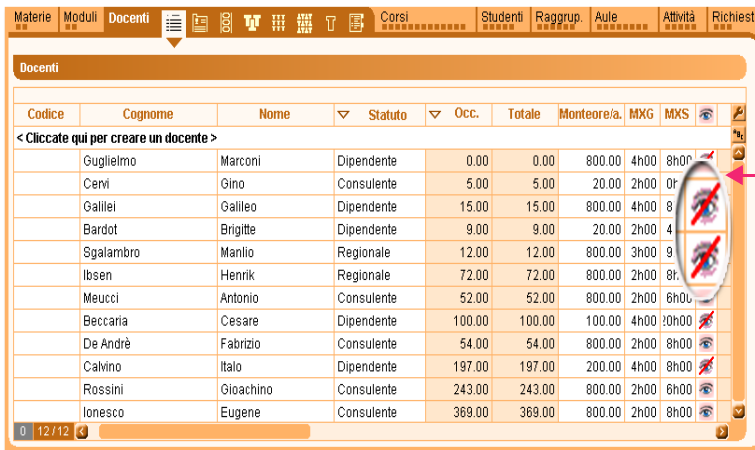 Materie Moduli Docenti Corsi Studenti Raggrup. Aule Attività Richiest
Docenti
Codice Cognome Nome Statuto Occ. Totale Monteore/a. MXG MXS
< Cliccate qui per creare un docente >
Guglielmo Marconi Dipendente 0.00 0.00 800.00 4h00 8h00
Cervi Gino Consulente 5.00 5.00 20.00 2h00
Galilei Galileo Dipendente 15.00 15.00 800.00 4h00 8
Bardot Brigitte Dipendente 9.00 9.00 20.00 2h00 4
Sgalambro Manlio Regionale 12.00 12.00 800.00 3h00 9
Ibsen Henrik Regionale 72.00 72.00 800.00 2h00
Meucci Antonio Consulente 52.00 52.00 800.00 2h00 6h00
Beccaria Cesare Dipendente 100.00 100.00 100.00 4h00 20h00
De Andrè Fabrizio Consulente 54.00 54.00 800.00 2h00 8h00
Calvino Italo Dipendente 197.00 197.00 200.00 4h00 8h00
Rossini Gioachino Consulente 243.00 243.00 800.00 2h00 6h00
Ionesco Eugene Consulente 369.00 369.00 800.00 2h00 8h00
0 12/12